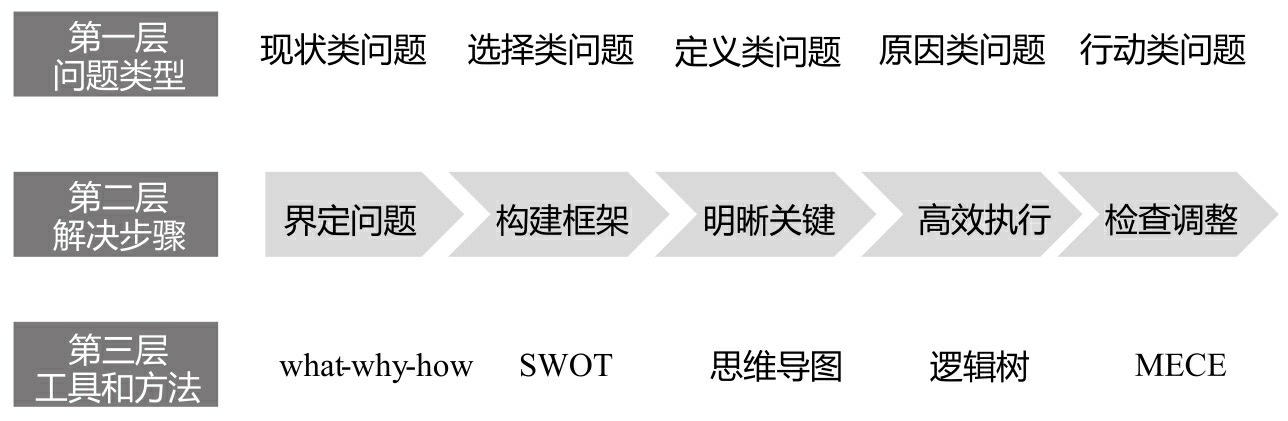 第一层
问题类型
现状类问题 选择类问题 定义类问题 原因类问题 行动类问题
第二层
解决步骤
界定问题 构建框架 明晰关键 高效执行 检查调整
第三层
工具和方法
what-why-how SWOT 思维导图 逻辑树 MECE